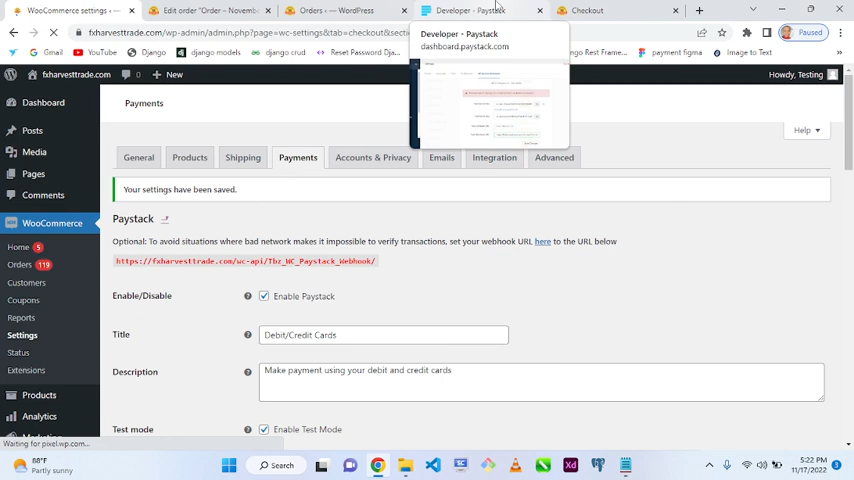 WooCommerce settings ‹
Edit order "Order – Novemb
Orders ‹ — WordPress
Developer - Paystack
Checkout
fxharvesttrade.com/wp-admin/admin.php?page=wc-settings&tab=checkout&sectio
Paused
Gmail
YouTube
Django
django models
django settings
Reset Password Dja...
ngo Rest Frame...
payment figma
Image to Text
Developer - Paystack
dashboard.paystack.com
fxharvesttrade.com
0
New
Howdy, Testing
Dashboard
Posts
Media
Pages
Comments
WooCommerce
Home 5
Orders 119
Customers
Coupons
Reports
Settings
Status
Extensions
Products
Analytics
Payments
Help
General
Products
Shipping
Payments
Accounts & Privacy
Emails
Integration
Advanced
Your settings have been saved.
Paystack
Optional: To avoid situations where bad network makes it impossible to verify transactions, set your webhook URL here to the URL below
https://fxharvesttrade.com/wc-api/Tbz_WC_Paystack_Webhook/
Enable/Disable
Enable Paystack
Title
Debit/Credit Cards
Description
Make payment using your debit and credit cards
Test mode
Enable Test Mode
Waiting for pixel.wp.com...
88°F
Partly sunny
Search
5:22 PM
11/17/2022
3